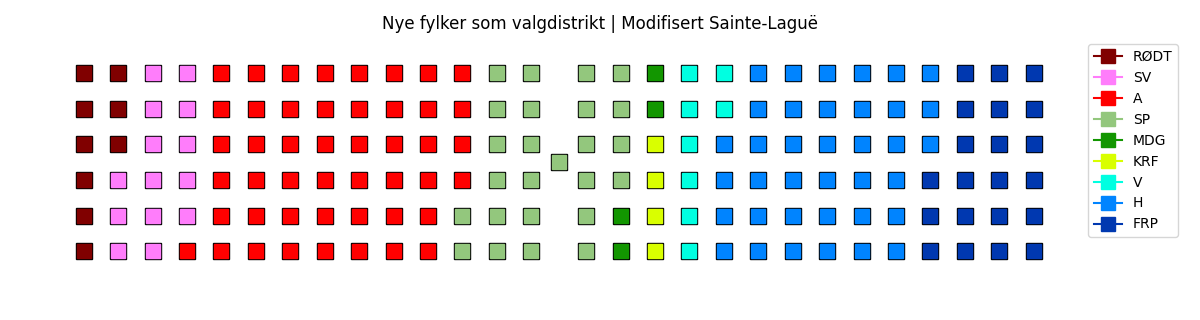 Nye fylker som valgdistrikt | Modifisert Sainte-Laguë
RØDT
SV
A
SP
MDG
KRF
V
H
FRP